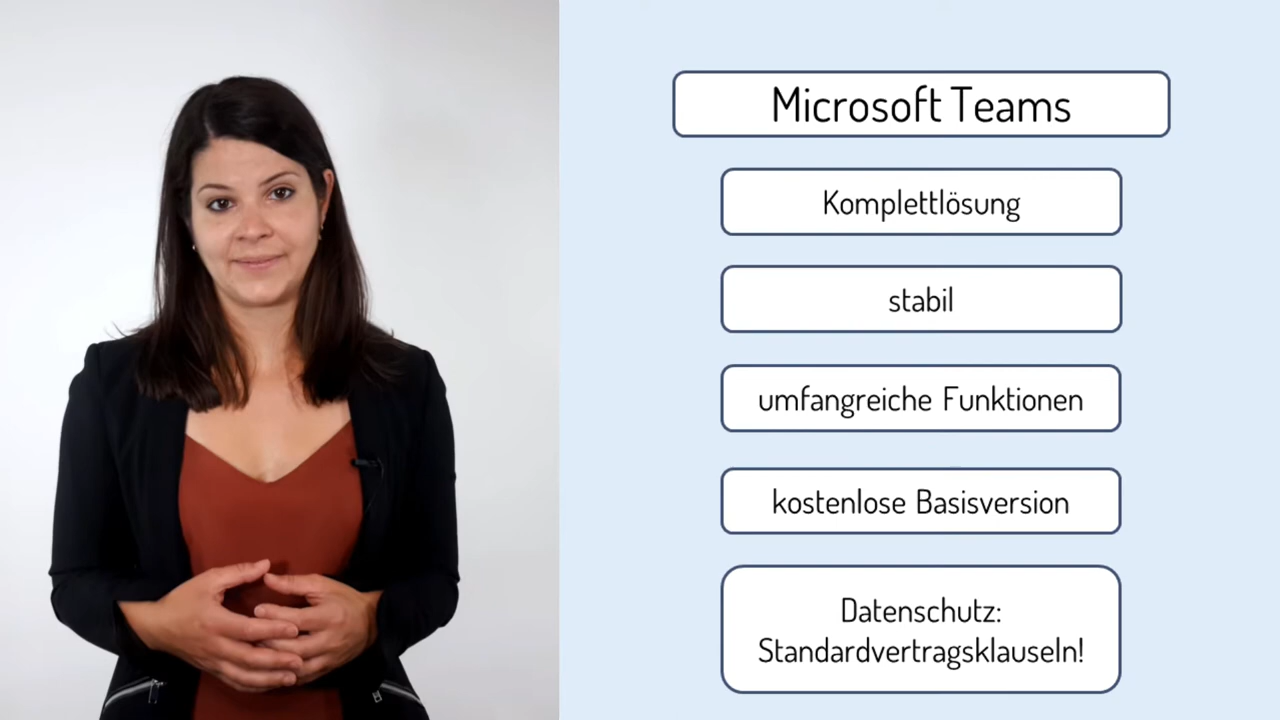 Microsoft Teams
Komplettlösung
stabil
umfangreiche Funktionen
kostenlose Basisversion
Datenschutz:
Standardvertragsklauseln!